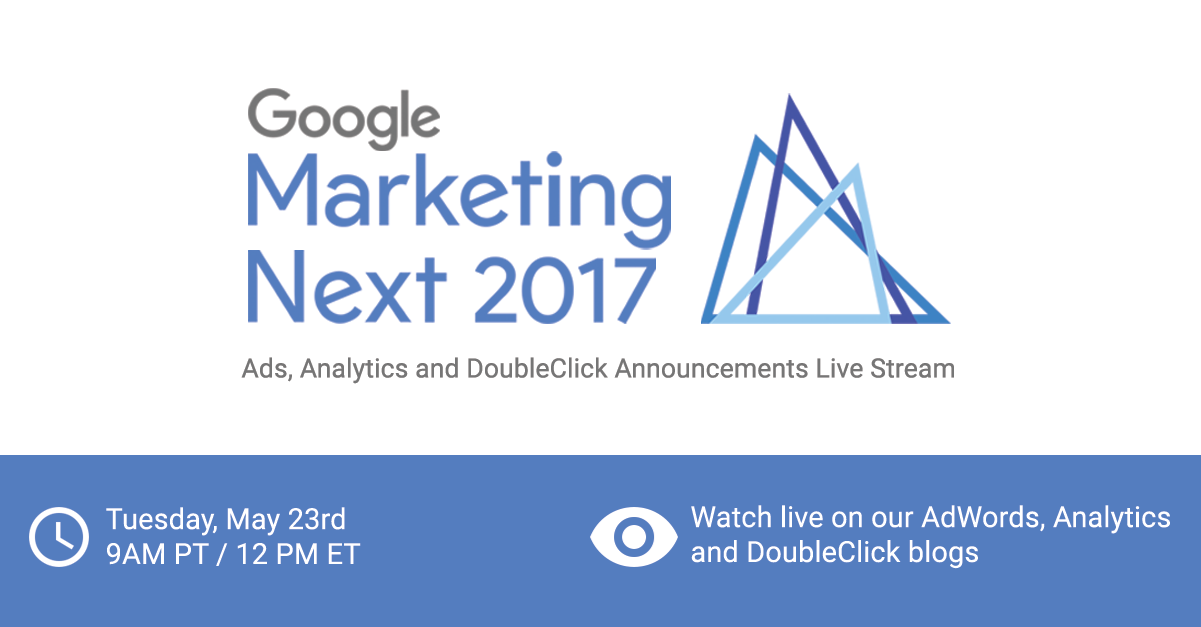 Google
Marketing
Next 2017
Ads, Analytics and DoubleClick Announcements Live Stream
Tuesday, May 23rd
9AM PT / 12 PM ET
Watch live on our AdWords, Analytics
and DoubleClick blogs